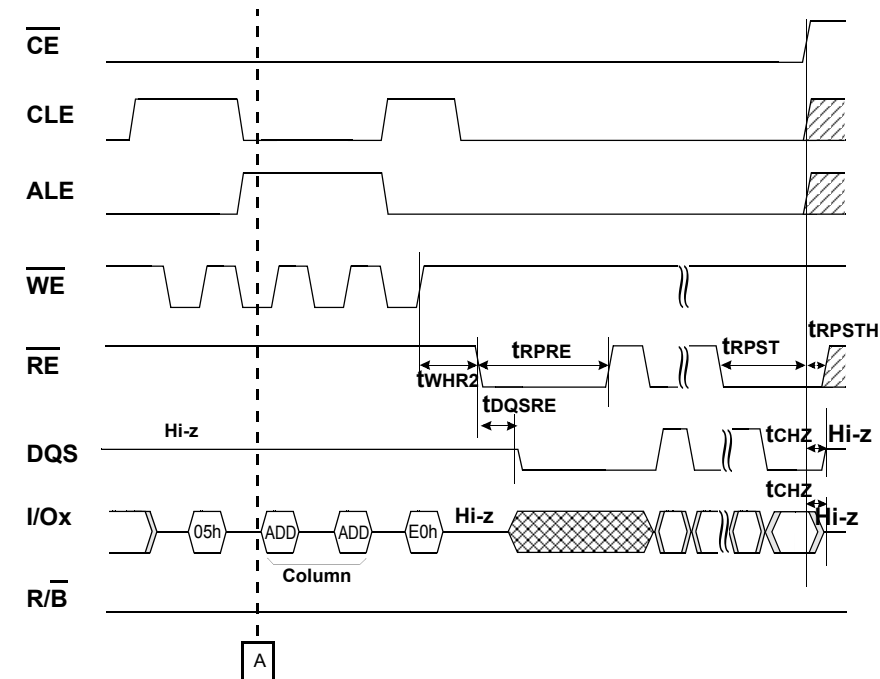 CE
CLE
ALE
WE
tRPSTH
RE
tRPRE
tRPST
tWHR2
tDQSRE
DQS
Hi-z
tCHZ Hi-z
tCHZ
I/Ox
05h ADD ADD E0h Hi-z
Hi-z
Column
R/B
A